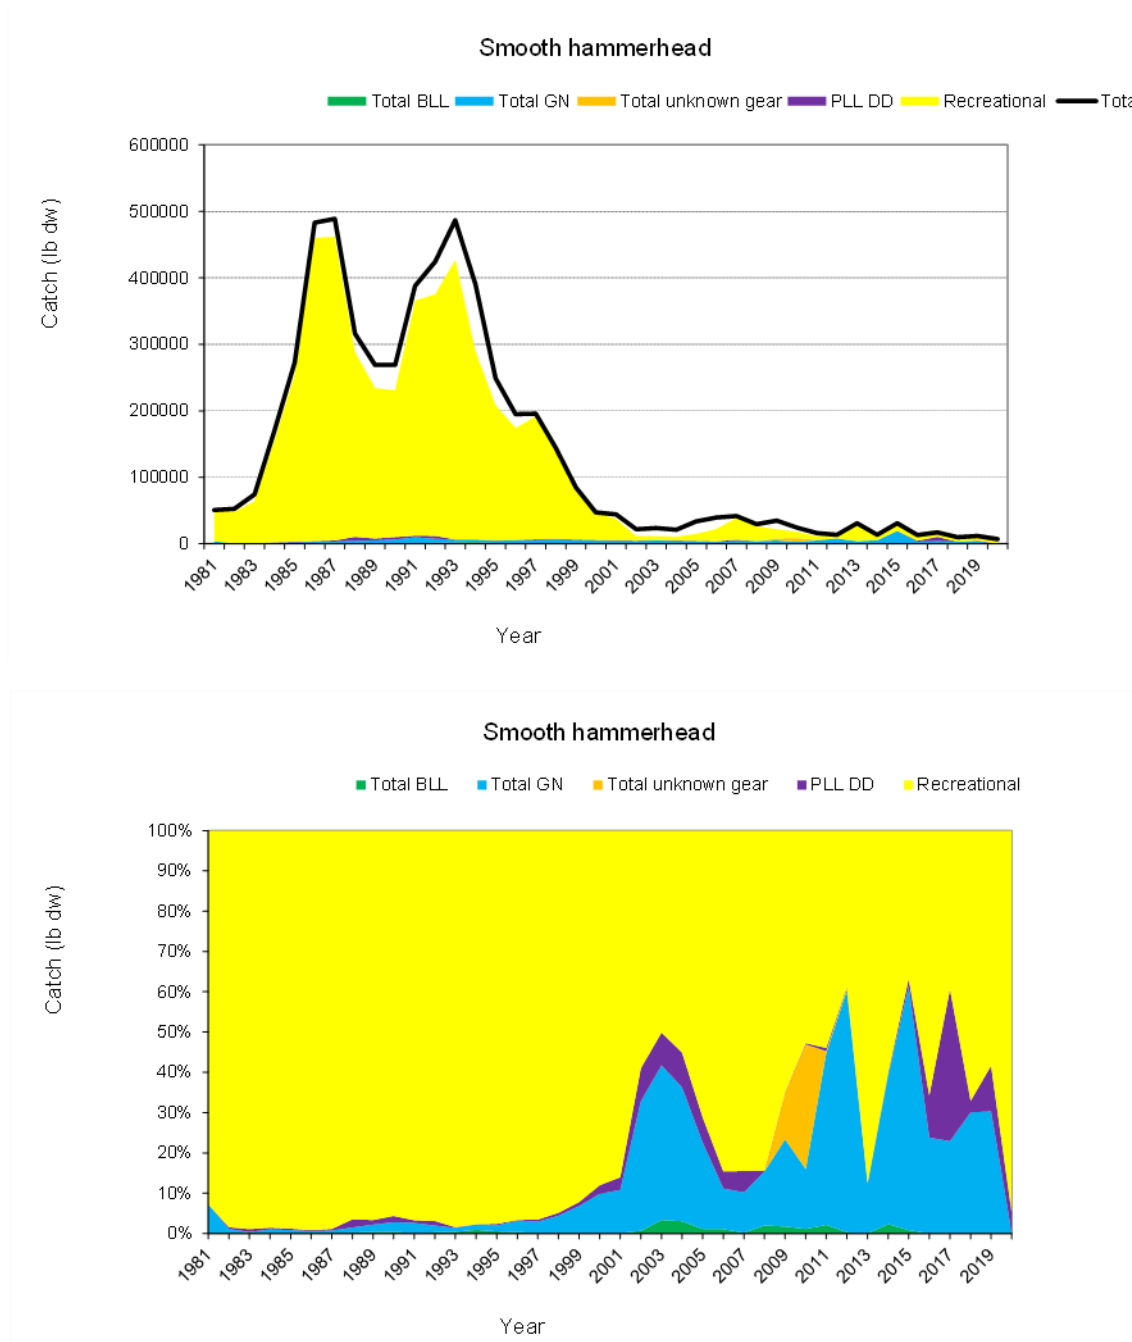 Smooth hammerhead
Total BLL Total GN Total unknown gear PLL DD Recreational Tota
600000
500000
400000
300000
200000
100000
0
Catch (lb dw)
1981 1983 1985 1987 1989 1991 1993 1995 1997 1999 2001 2003 2005 2007 2009 2011 2013 2015 2017 2019
Year
Smooth hammerhead
Total BLL Total GN Total unknown gear PLL DD Recreational
100%
90%
80%
70%
60%
50%
40%
30%
20%
10%
0%
Catch (lb dw)
1981 1983 1985 1987 1989 1991 1993 1995 1997 1999 2001 2003 2005 2007 2009 2011 2013 2015 2017 2019
Year